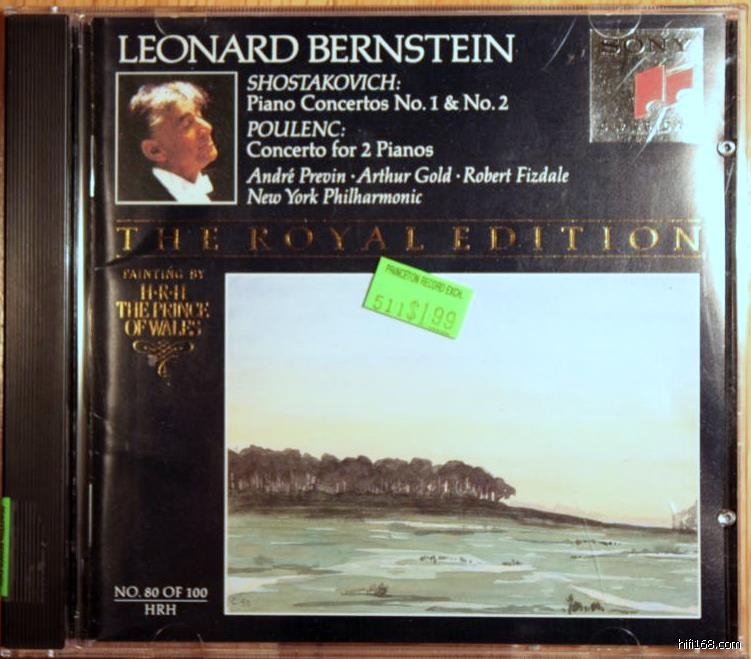 LEONARD BERNSTEIN
SHOSTAKOVICH:
Piano Concertos No. 1 & No. 2
POULENC:
Concerto for 2 Pianos
André Previn · Arthur Gold · Robert Fizdale
New York Philharmonic
SONY
THE ROYAL EDITION
PAINTING BY
H·R·H
THE PRINCE
OF WALES
PRINCETON RECORD EXCH.
511$1.99
NO. 80 OF 100
HRH
hifi168.com